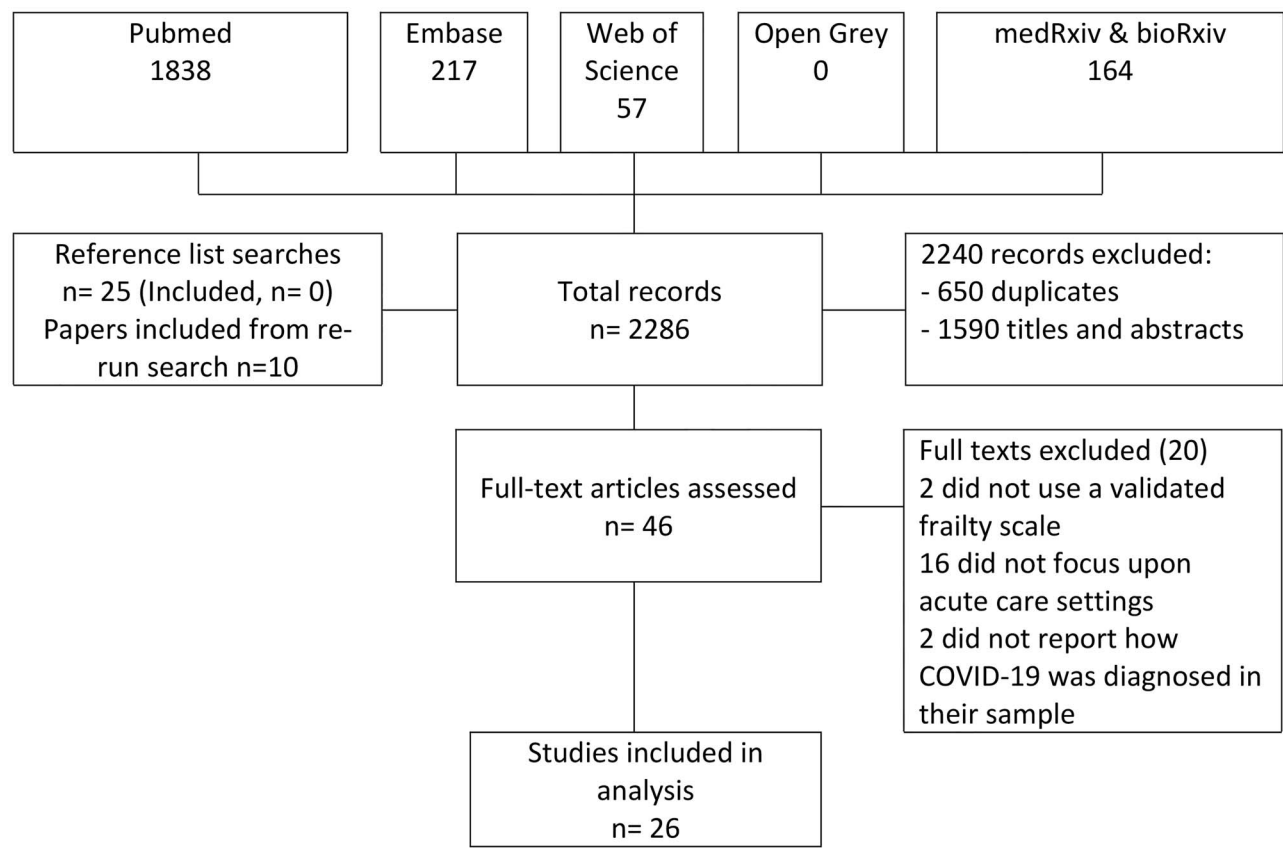 Pubmed
1838
Embase
217
Web of
Science
57
Open Grey
0
medRxiv & bioRxiv
164
Reference list searches
n= 25 (Included, n= 0)
Papers included from re-
run search n=10
Total records
n= 2286
2240 records excluded:
- 650 duplicates
- 1590 titles and abstracts
Full-text articles assessed
n= 46
Full texts excluded (20)
2 did not use a validated
frailty scale
16 did not focus upon
acute care settings
2 did not report how
COVID-19 was diagnosed in
their sample
Studies included in
analysis
n= 26